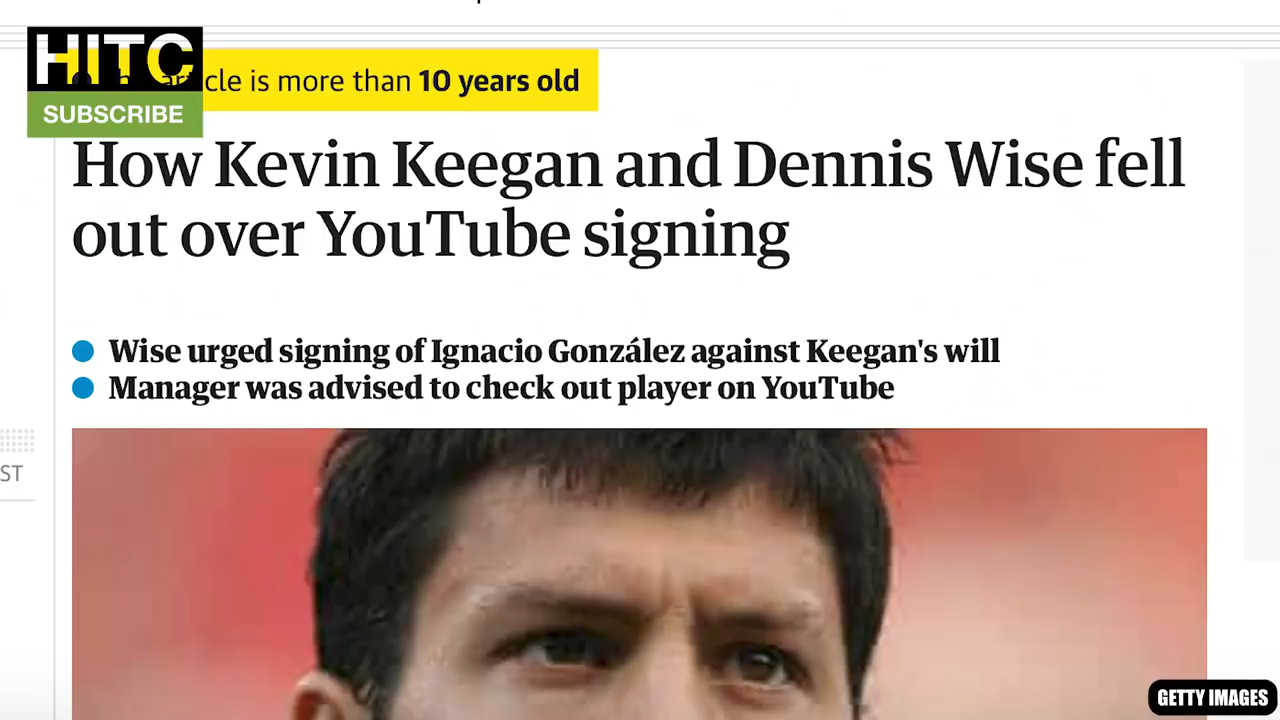 HITC
SUBSCRIBE
article is more than 10 years old
How Kevin Keegan and Dennis Wise fell
out over YouTube signing
Wise urged signing of Ignacio González against Keegan's will
Manager was advised to check out player on YouTube
ST
GETTY IMAGES